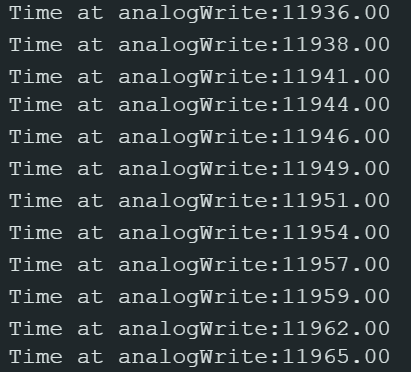 Time at analogWrite:11936.00
Time at analogWrite:11938.00
Time at analogWrite:11941.00
Time at analogWrite:11944.00
Time at analogWrite:11946.00
Time at analogWrite:11949.00
Time at analogWrite:11951.00
Time at analogWrite:11954.00
Time at analogWrite:11957.00
Time at analogWrite:11959.00
Time at analogWrite:11962.00
Time at analogWrite:11965.00